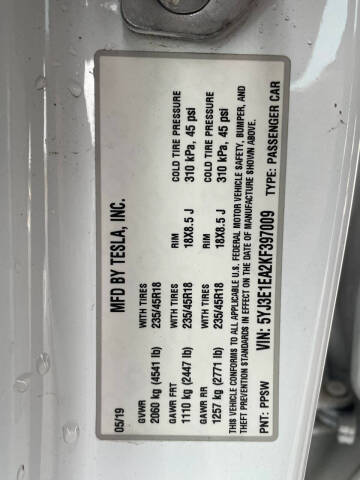 MFD BY TESLA, INC.
05/19
GVWR WITH TIRES RIM COLD TIRE PRESSURE
2060 kg (4541 lb) 235/45R18 18X8.5 J 310 kPa, 45 psi
GAWR FRT WITH TIRES
1110 kg (2447 lb) 235/45R18
GAWR RR WITH TIRES RIM COLD TIRE PRESSURE
1257 kg (2771 lb) 235/45R18 18X8.5 J 310 kPa, 45 psi
THIS VEHICLE CONFORMS TO ALL APPLICABLE U.S. FEDERAL MOTOR VEHICLE SAFETY, BUMPER, AND
THEFT PREVENTION STANDARDS IN EFFECT ON THE DATE OF MANUFACTURE SHOWN ABOVE.
VIN: 5YJ3E1EA2KF397009
PNT: PPSW TYPE: PASSENGER CAR